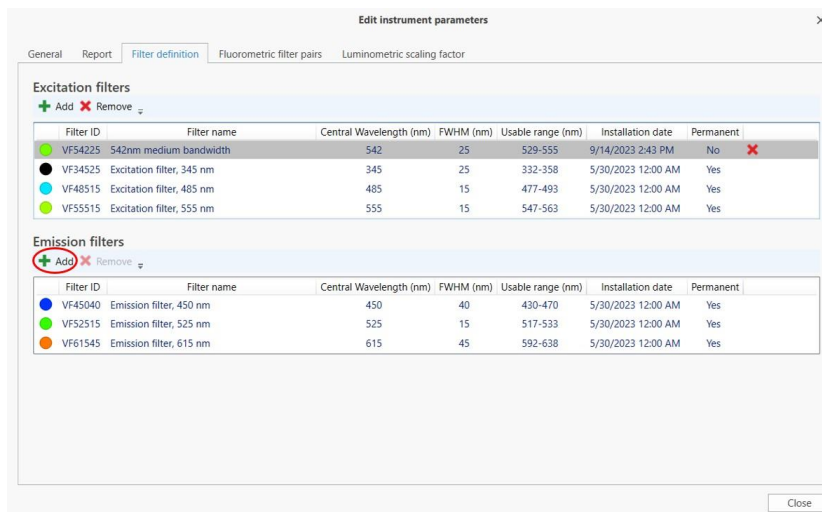 Edit instrument parameters
General Report Filter definition Fluorometric filter pairs Luminometric scaling factor
Excitation filters
Add Remove
Filter ID Filter name Central Wavelength (nm) FWHM (nm) Usable range (nm) Installation date Permanent
VF54225 542nm medium bandwidth 542 25 529-555 9/14/2023 2:43 PM No
VF34525 Excitation filter, 345 nm 345 25 332-358 5/30/2023 12:00 AM Yes
VF48515 Excitation filter, 485 nm 485 15 477-493 5/30/2023 12:00 AM Yes
VF55515 Excitation filter, 555 nm 555 15 547-563 5/30/2023 12:00 AM Yes
Emission filters
Add Remove
Filter ID Filter name Central Wavelength (nm) FWHM (nm) Usable range (nm) Installation date Permanent
VF45040 Emission filter, 450 nm 450 40 430-470 5/30/2023 12:00 AM Yes
VF52515 Emission filter, 525 nm 525 15 517-533 5/30/2023 12:00 AM Yes
VF61545 Emission filter, 615 nm 615 45 592-638 5/30/2023 12:00 AM Yes
Close